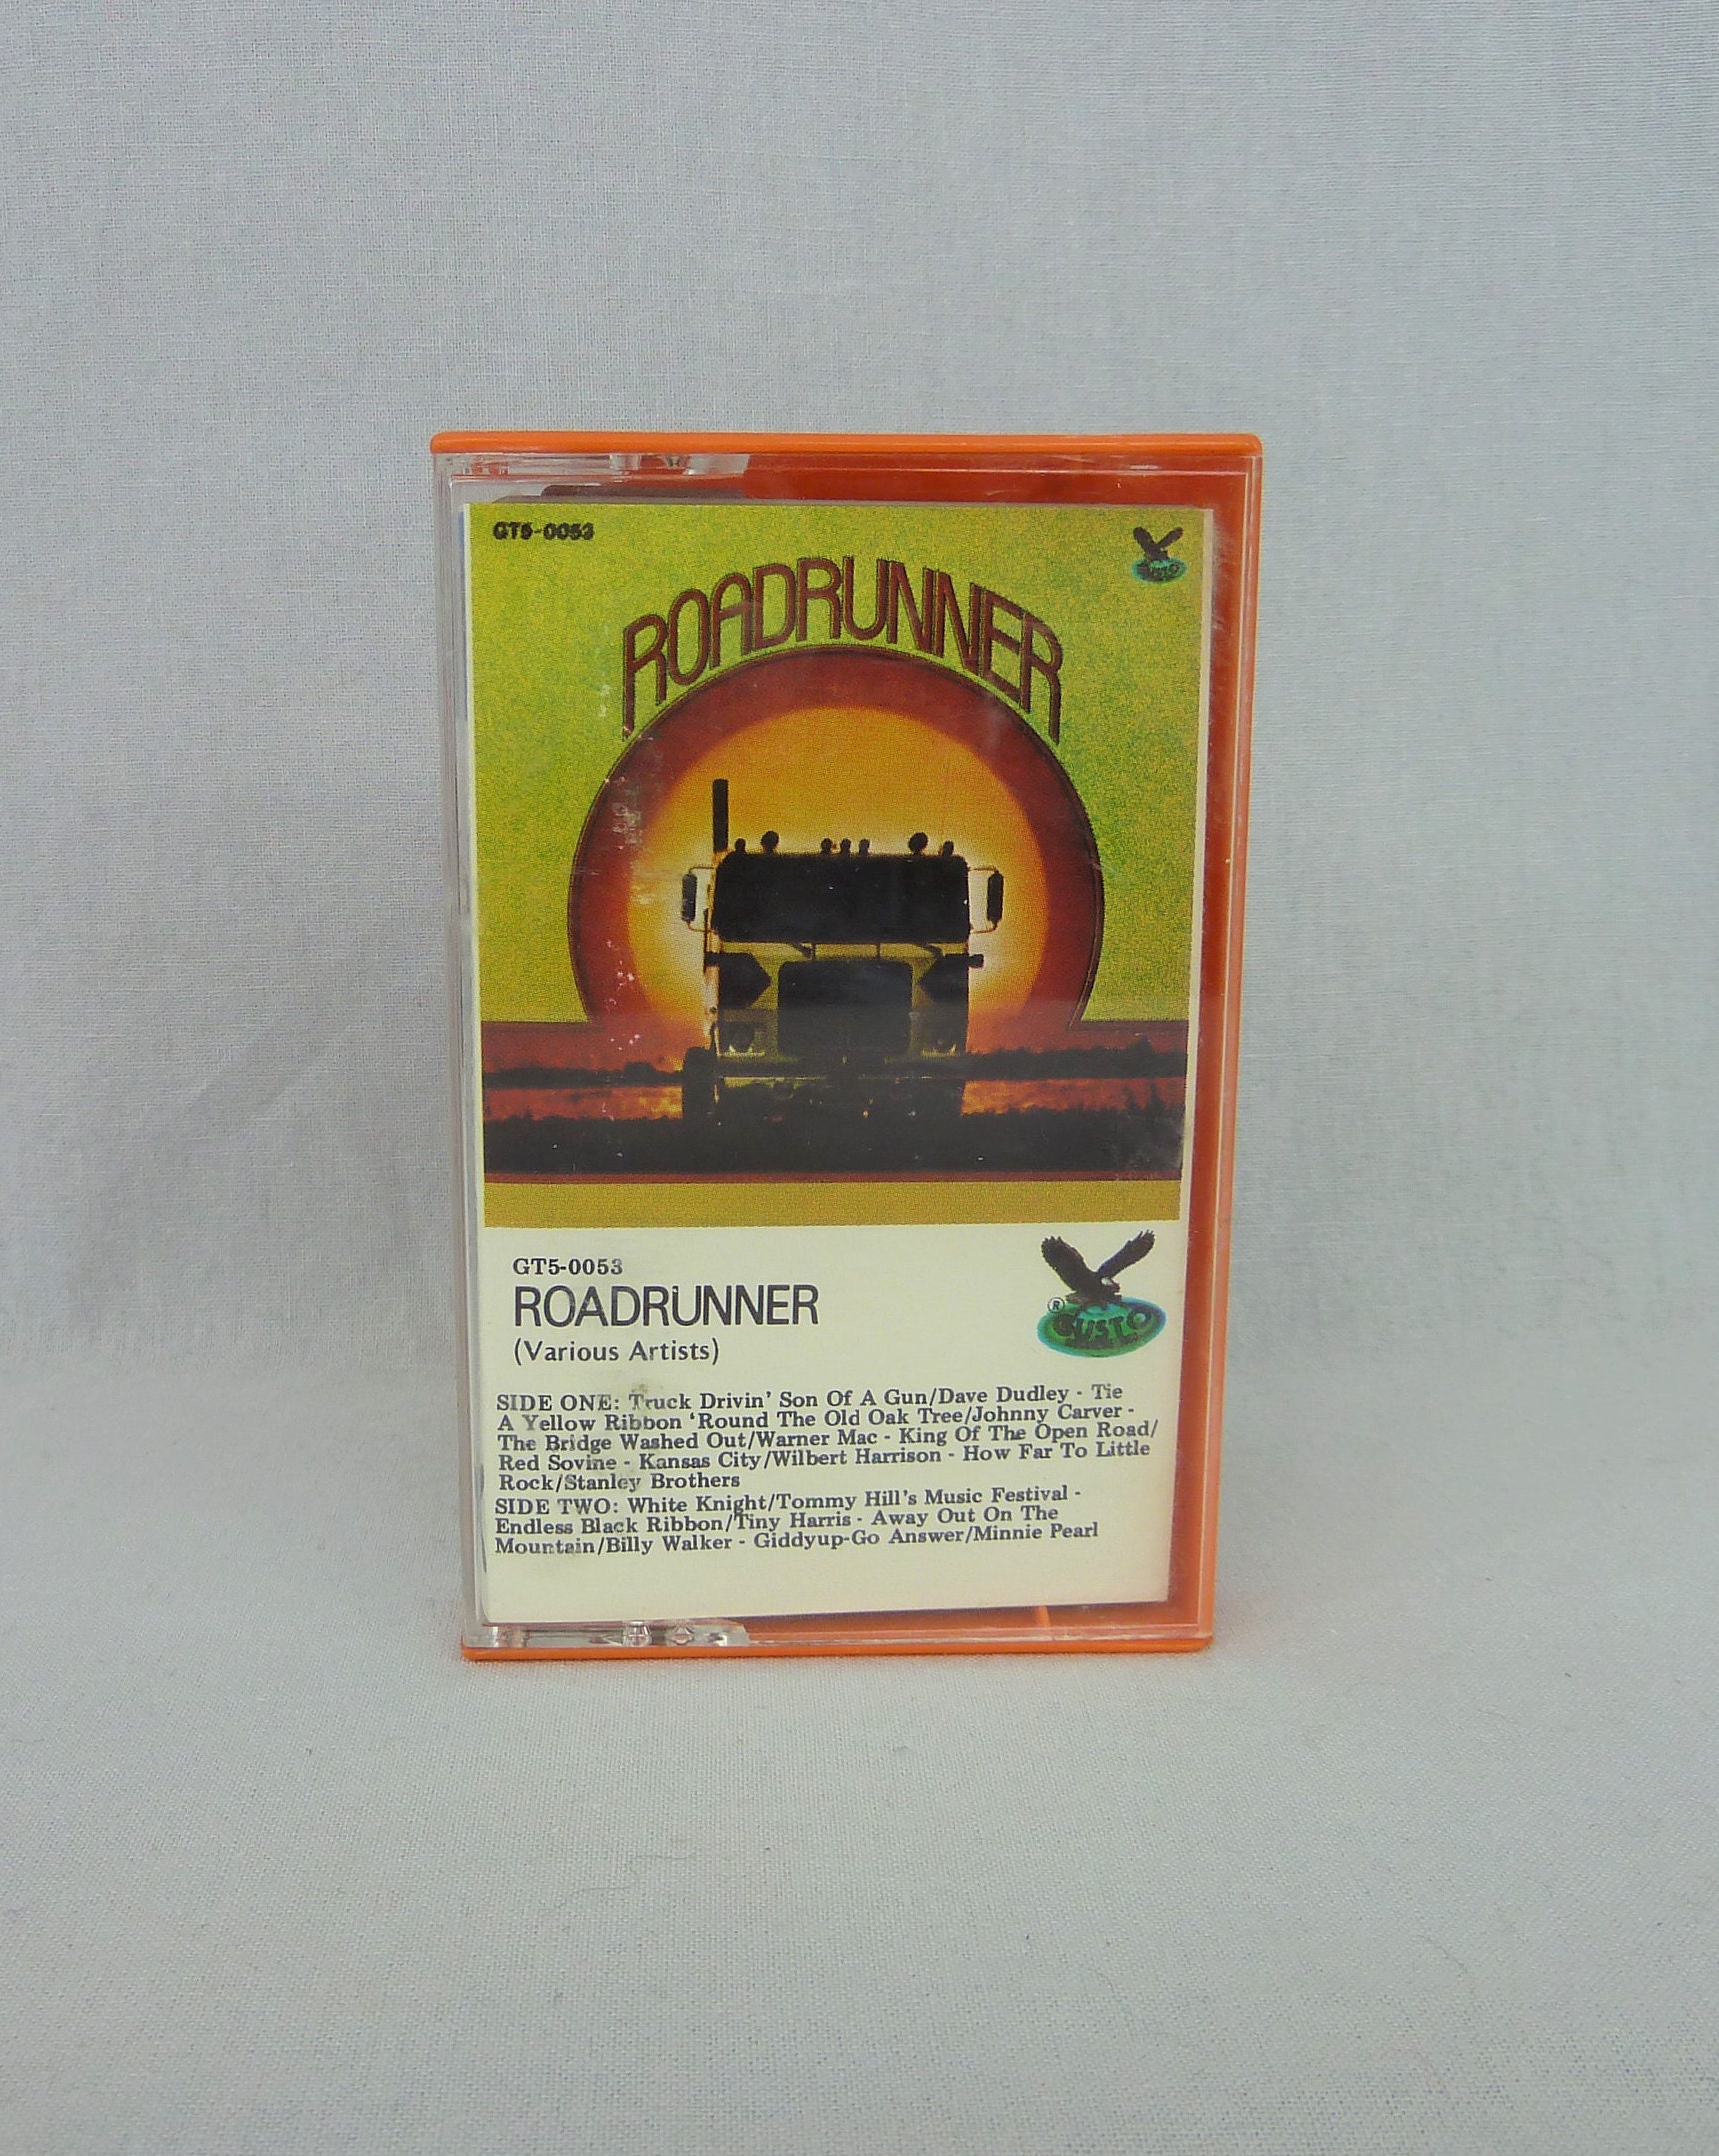 GT5-0053
GUSTO
ROADRUNNER
GT5-0053
ROADRUNNER
(Various Artists)
® GUSTO
SIDE ONE: Truck Drivin' Son Of A Gun/Dave Dudley - Tie
A Yellow Ribbon 'Round The Old Oak Tree/Johnny Carver -
The Bridge Washed Out/Warner Mac - King Of The Open Road/
Red Sovine - Kansas City/Wilbert Harrison - How Far To Little
Rock/Stanley Brothers
SIDE TWO: White Knight/Tommy Hill's Music Festival -
Endless Black Ribbon/Tiny Harris - Away Out On The
Mountain/Billy Walker - Giddyup-Go Answer/Minnie Pearl